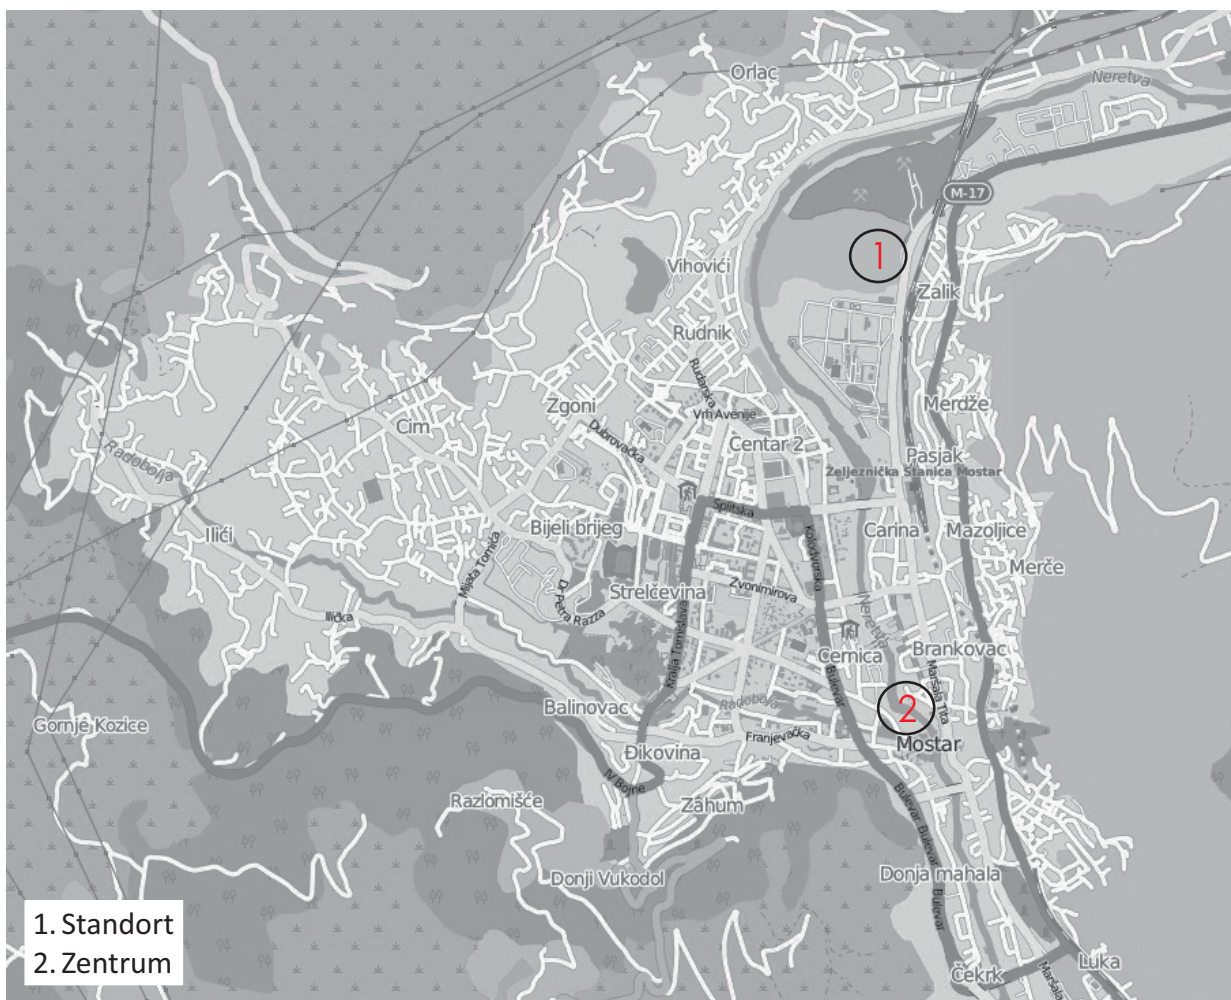 Orlac
Neretva
M-17
1
Vihovići
Zalik
Rudnik
Rudarska
Merdže
Zgoni
Vrh Avenije
Cim
Dubrovačka
Centar 2
Radobolja
Pasjak
Željeznička Stanica Mostar
Splitska
Ilići
Bijeli brijeg
Carina
Mazoljice
Kolodvorska
Mijata Tomića
Merče
Dr Petra Razza
Strelčevina
Zvonimirova
Ilička
Neretva
Kralja Tomislava
Cernica
Brankovac
Bulevar
Maršala Tita
Balinovac
Radobolja
2
Gornje Kozice
Franjevačka
Mostar
Đikovina
IV Bojne
Razlomišće
Zahum
Bulevar
Bulevar
Donji Vukodol
Donja mahala
Bulevar
1. Standort
2. Zentrum
Luka
Čekrk
Maršala